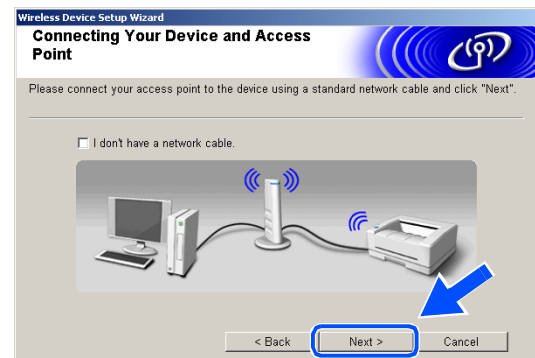 Wireless Device Setup Wizard
Connecting Your Device and Access
Point
Please connect your access point to the device using a standard network cable and click "Next".
I don't have a network cable.
< Back Next > Cancel